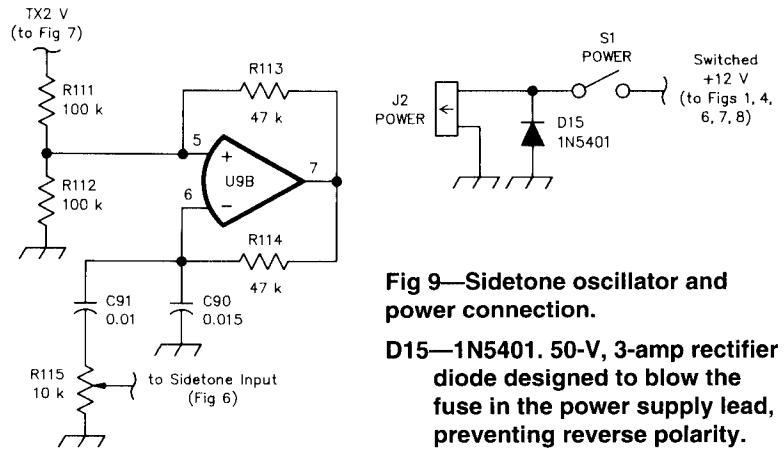 TX2 V
(to Fig 7)
R111
100 k
R112
100 k
R113
47 k
5
+
U9B
7
6
−
R114
47 k
C91
0.01
C90
0.015
R115
10 k
to Sidetone Input
(Fig 6)
J2
POWER
S1
POWER
D15
1N5401
Switched
+12 V
(to Figs 1, 4,
6, 7, 8)
Fig 9—Sidetone oscillator and
power connection.
D15—1N5401. 50-V, 3-amp rectifier
diode designed to blow the
fuse in the power supply lead,
preventing reverse polarity.